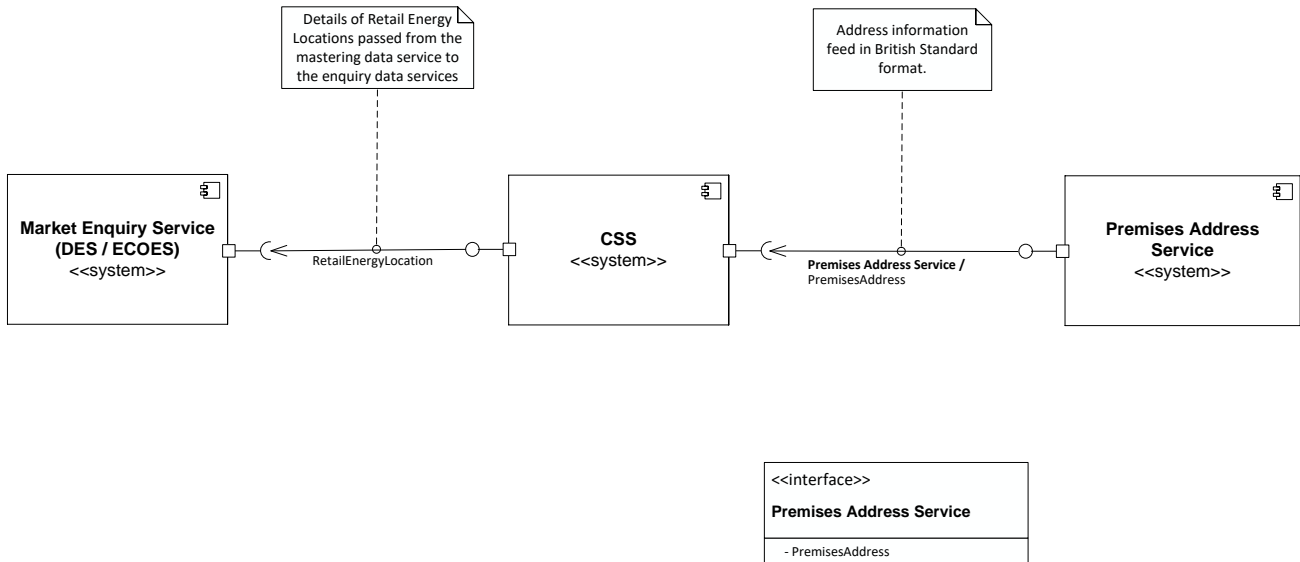 Details of Retail Energy
Locations passed from the
mastering data service to
the enquiry data services
Address information
feed in British Standard
format.
Market Enquiry Service
(DES / ECOES)
<<system>>
RetailEnergyLocation
CSS
<<system>>
Premises Address Service /
PremisesAddress
Premises Address
Service
<<system>>
<<interface>>
Premises Address Service
- PremisesAddress